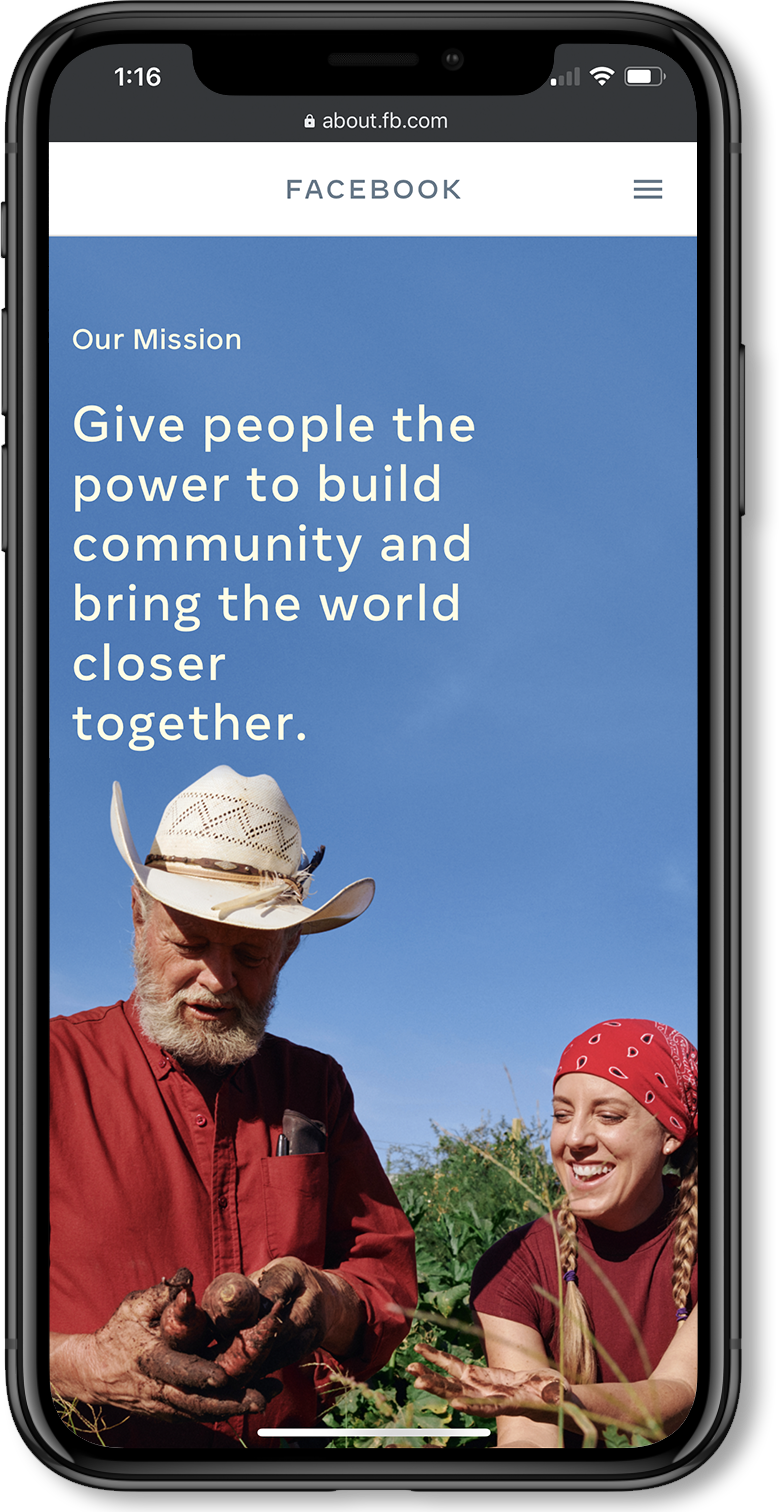 1:16
about.fb.com
FACEBOOK
Our Mission
Give people the
power to build
community and
bring the world
closer
together.